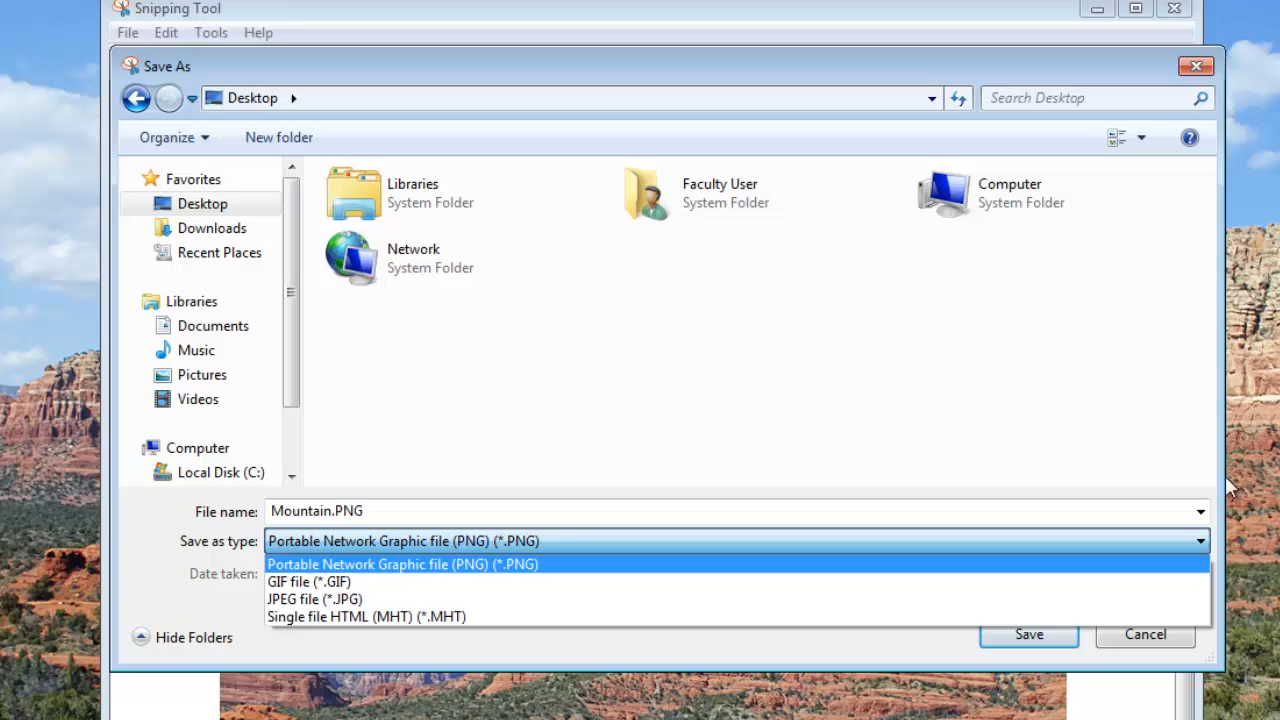 Snipping Tool
File Edit Tools Help
Save As
Desktop
Search Desktop
Organize New folder
Favorites
Desktop
Downloads
Recent Places
Libraries
Documents
Music
Pictures
Videos
Computer
Local Disk (C:)
Libraries
System Folder
Faculty User
System Folder
Computer
System Folder
Network
System Folder
File name: Mountain.PNG
Save as type: Portable Network Graphic file (PNG) (*.PNG)
Portable Network Graphic file (PNG) (*.PNG)
Date taken:
GIF file (*.GIF)
JPEG file (*.JPG)
Single file HTML (MHT) (*.MHT)
Hide Folders
Save Cancel